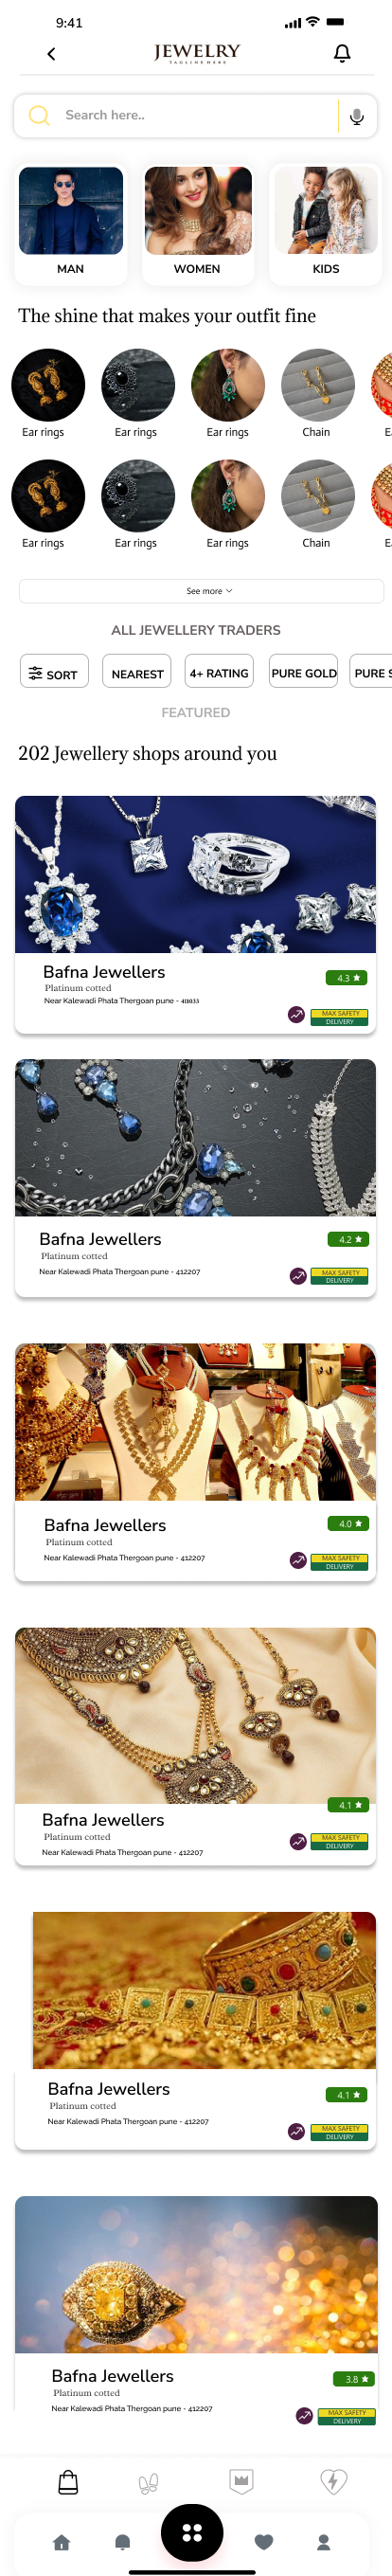 9:41
JEWELRY
TAGLINE HERE
Search here..
MAN WOMEN KIDS
The shine that makes your outfit fine
Ear rings Ear rings Ear rings Chain E
Ear rings Ear rings Ear rings Chain E
See more
ALL JEWELLERY TRADERS
SORT NEAREST 4+ RATING PURE GOLD PURE S
FEATURED
202 Jewellery shops around you
Bafna Jewellers
4.3 ★
Platinum cotted
Near Kalewadi Phata Thergoan pune -
MAX SAFETY
DELIVERY
Bafna Jewellers
4.2 ★
Platinum cotted
Near Kalewadi Phata Thergoan pune - 412207
MAX SAFETY
DELIVERY
Bafna Jewellers
4.0 ★
Platinum cotted
Near Kalewadi Phata Thergoan pune - 412207
MAX SAFETY
DELIVERY
4.1 ★
Bafna Jewellers
Platinum cotted
Near Kalewadi Phata Thergoan pune - 412207
MAX SAFETY
DELIVERY
Bafna Jewellers
4.1 ★
Platinum cotted
Near Kalewadi Phata Thergoan pune - 412207
MAX SAFETY
DELIVERY
Bafna Jewellers
3.8 ★
Platinum cotted
Near Kalewadi Phata Thergoan pune - 412207
MAX SAFETY
DELIVERY